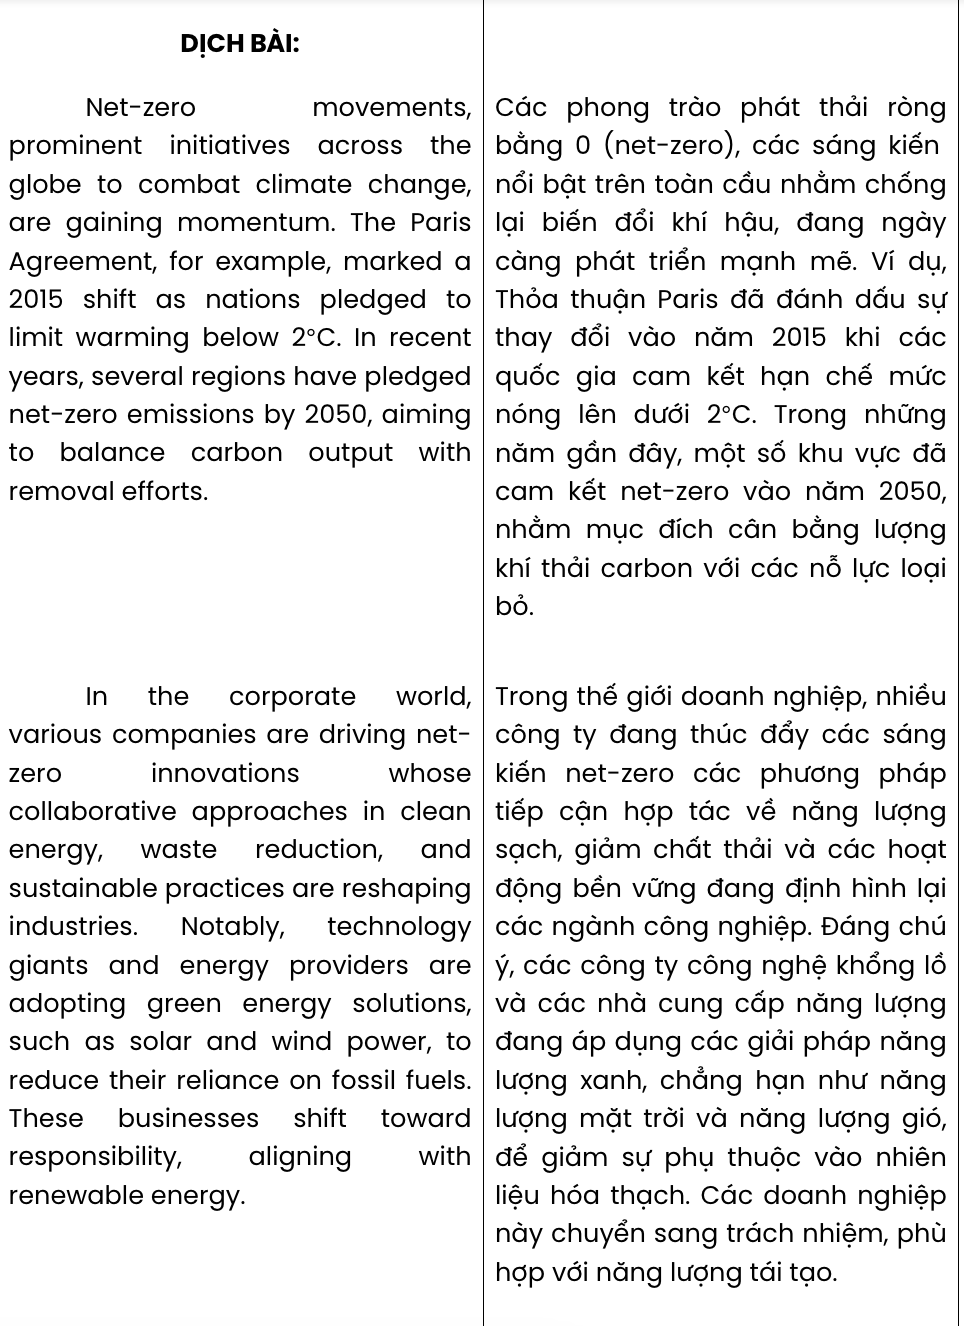 DỊCH BÀI:
Net-zero movements,
prominent initiatives across the
globe to combat climate change,
are gaining momentum. The Paris
Agreement, for example, marked a
2015 shift as nations pledged to
limit warming below 2°C. In recent
years, several regions have pledged
net-zero emissions by 2050, aiming
to balance carbon output with
removal efforts.
Các phong trào phát thải ròng
bằng 0 (net-zero), các sáng kiến
nổi bật trên toàn cầu nhằm chống
lại biến đổi khí hậu, đang ngày
càng phát triển mạnh mẽ. Ví dụ,
Thỏa thuận Paris đã đánh dấu sự
thay đổi vào năm 2015 khi các
quốc gia cam kết hạn chế mức
nóng lên dưới 2°C. Trong những
năm gần đây, một số khu vực đã
cam kết net-zero vào năm 2050,
nhằm mục đích cân bằng lượng
khí thải carbon với các nỗ lực loại
bỏ.
In the corporate world,
various companies are driving net-
zero innovations whose
collaborative approaches in clean
energy, waste reduction, and
sustainable practices are reshaping
industries. Notably, technology
giants and energy providers are
adopting green energy solutions,
such as solar and wind power, to
reduce their reliance on fossil fuels.
These businesses shift toward
responsibility, aligning with
renewable energy.
Trong thế giới doanh nghiệp, nhiều
công ty đang thúc đẩy các sáng
kiến net-zero các phương pháp
tiếp cận hợp tác về năng lượng
sạch, giảm chất thải và các hoạt
động bền vững đang định hình lại
các ngành công nghiệp. Đáng chú
ý, các công ty công nghệ khổng lồ
và các nhà cung cấp năng lượng
đang áp dụng các giải pháp năng
lượng xanh, chẳng hạn như năng
lượng mặt trời và năng lượng gió,
để giảm sự phụ thuộc vào nhiên
liệu hóa thạch. Các doanh nghiệp
này chuyển sang trách nhiệm, phù
hợp với năng lượng tái tạo.